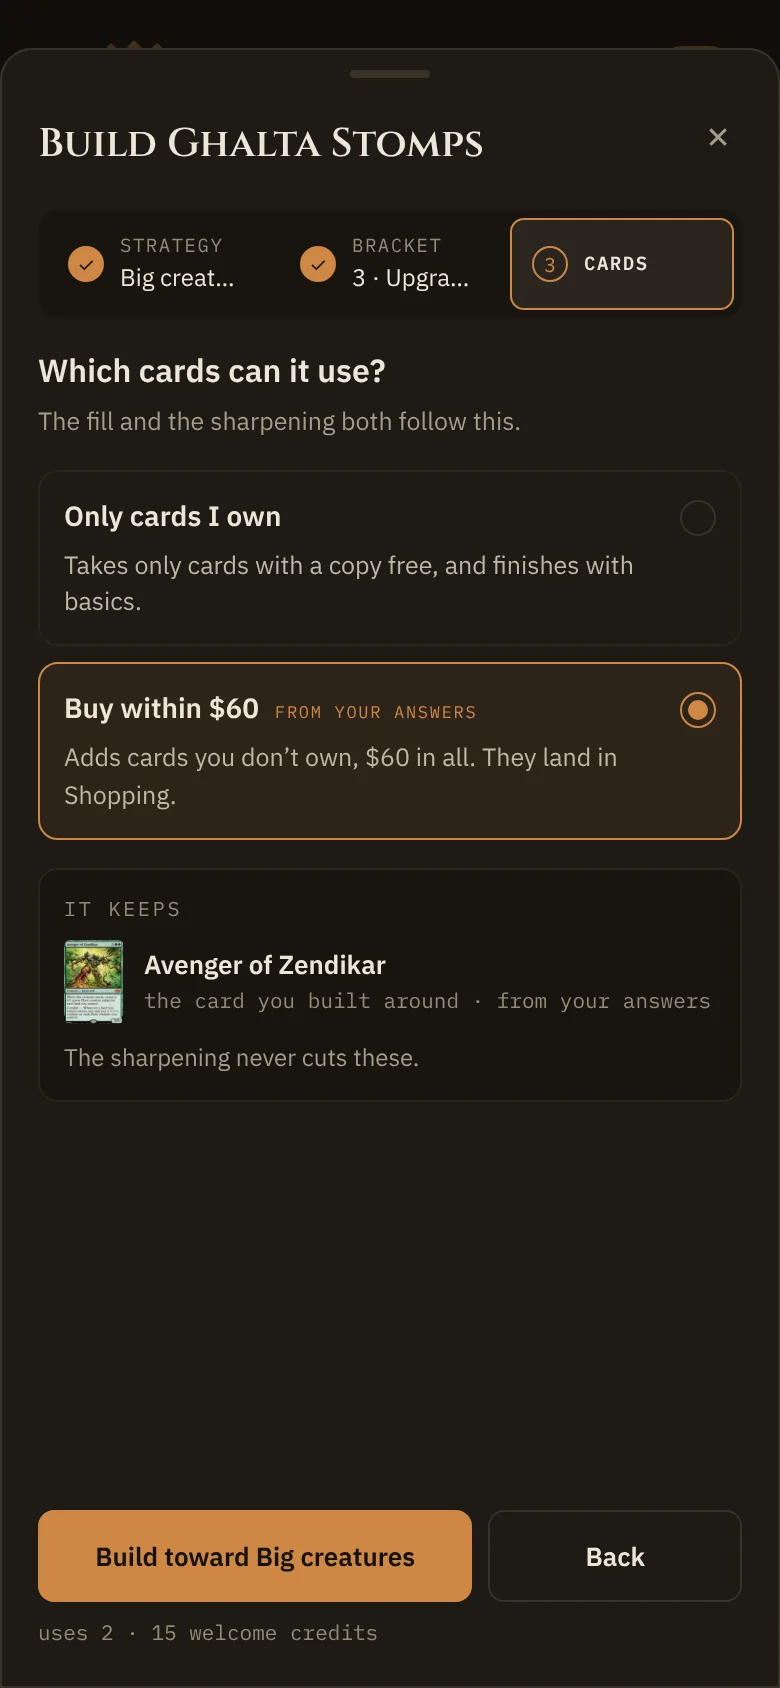 Build Ghalta Stomps
STRATEGY
Big creat...
BRACKET
3 · Upgra...
3
CARDS
Which cards can it use?
The fill and the sharpening both follow this.
Only cards I own
Takes only cards with a copy free, and finishes with
basics.
Buy within $60 FROM YOUR ANSWERS
Adds cards you don’t own, $60 in all. They land in
Shopping.
IT KEEPS
Avenger of Zendikar
Avenger of Zendikar
the card you built around · from your answers
The sharpening never cuts these.
Build toward Big creatures
Back
uses 2 · 15 welcome credits